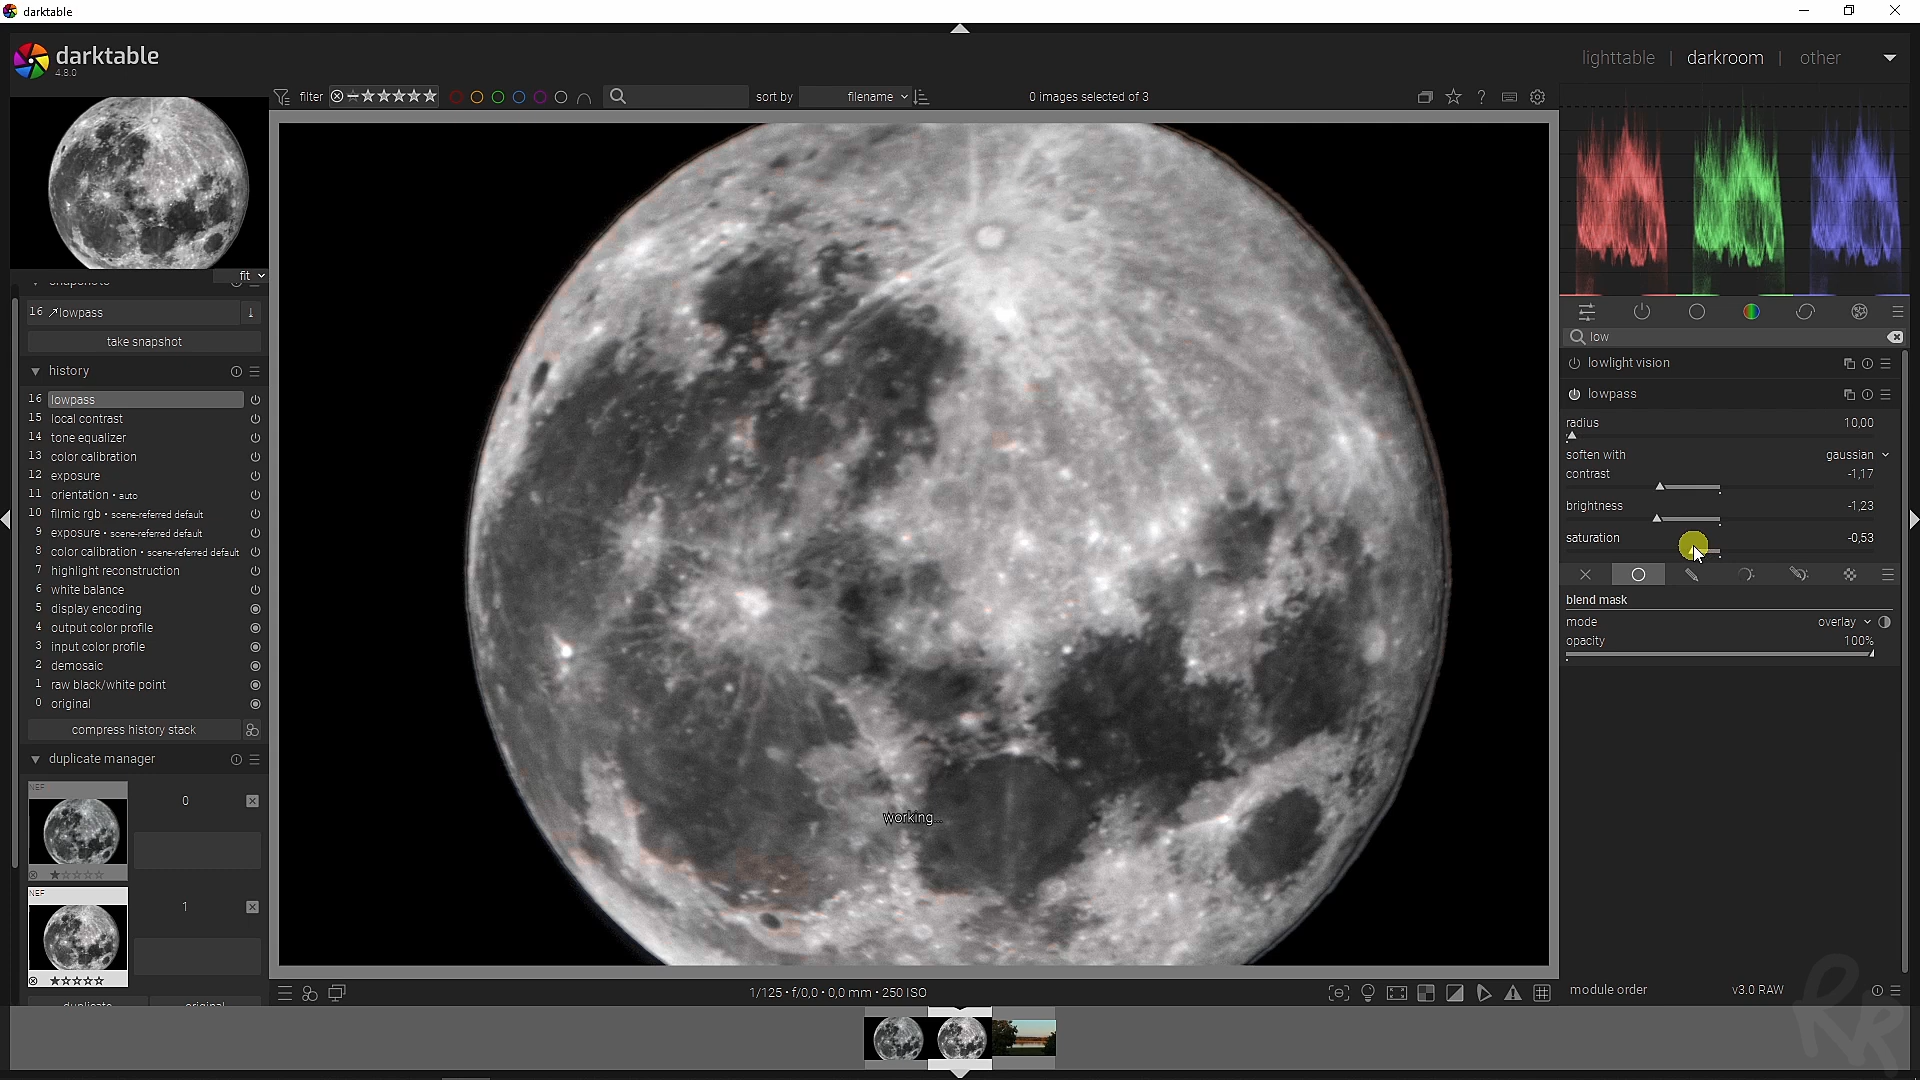 darktable
darktable
4.8.0
lighttable | darkroom | other
filter
sort by filename
0 images selected of 3
fit
snapshots
16 lowpass
take snapshot
history
16 lowpass
15 local contrast
14 tone equalizer
13 color calibration
12 exposure
11 orientation • auto
10 filmic rgb • scene-referred default
9 exposure • scene-referred default
8 color calibration • scene-referred default
7 highlight reconstruction
6 white balance
5 display encoding
4 output color profile
3 input color profile
2 demosaic
1 raw black/white point
0 original
compress history stack
duplicate manager
NEF
0
NEF
1
duplicate original
working...
1/125 • f/0,0 • 0,0 mm • 250 ISO
low
lowlight vision
lowpass
radius 10,00
soften with gaussian
contrast -1,17
brightness -1,23
saturation -0,53
blend mask
mode overlay
opacity 100%
module order v3.0 RAW
RR